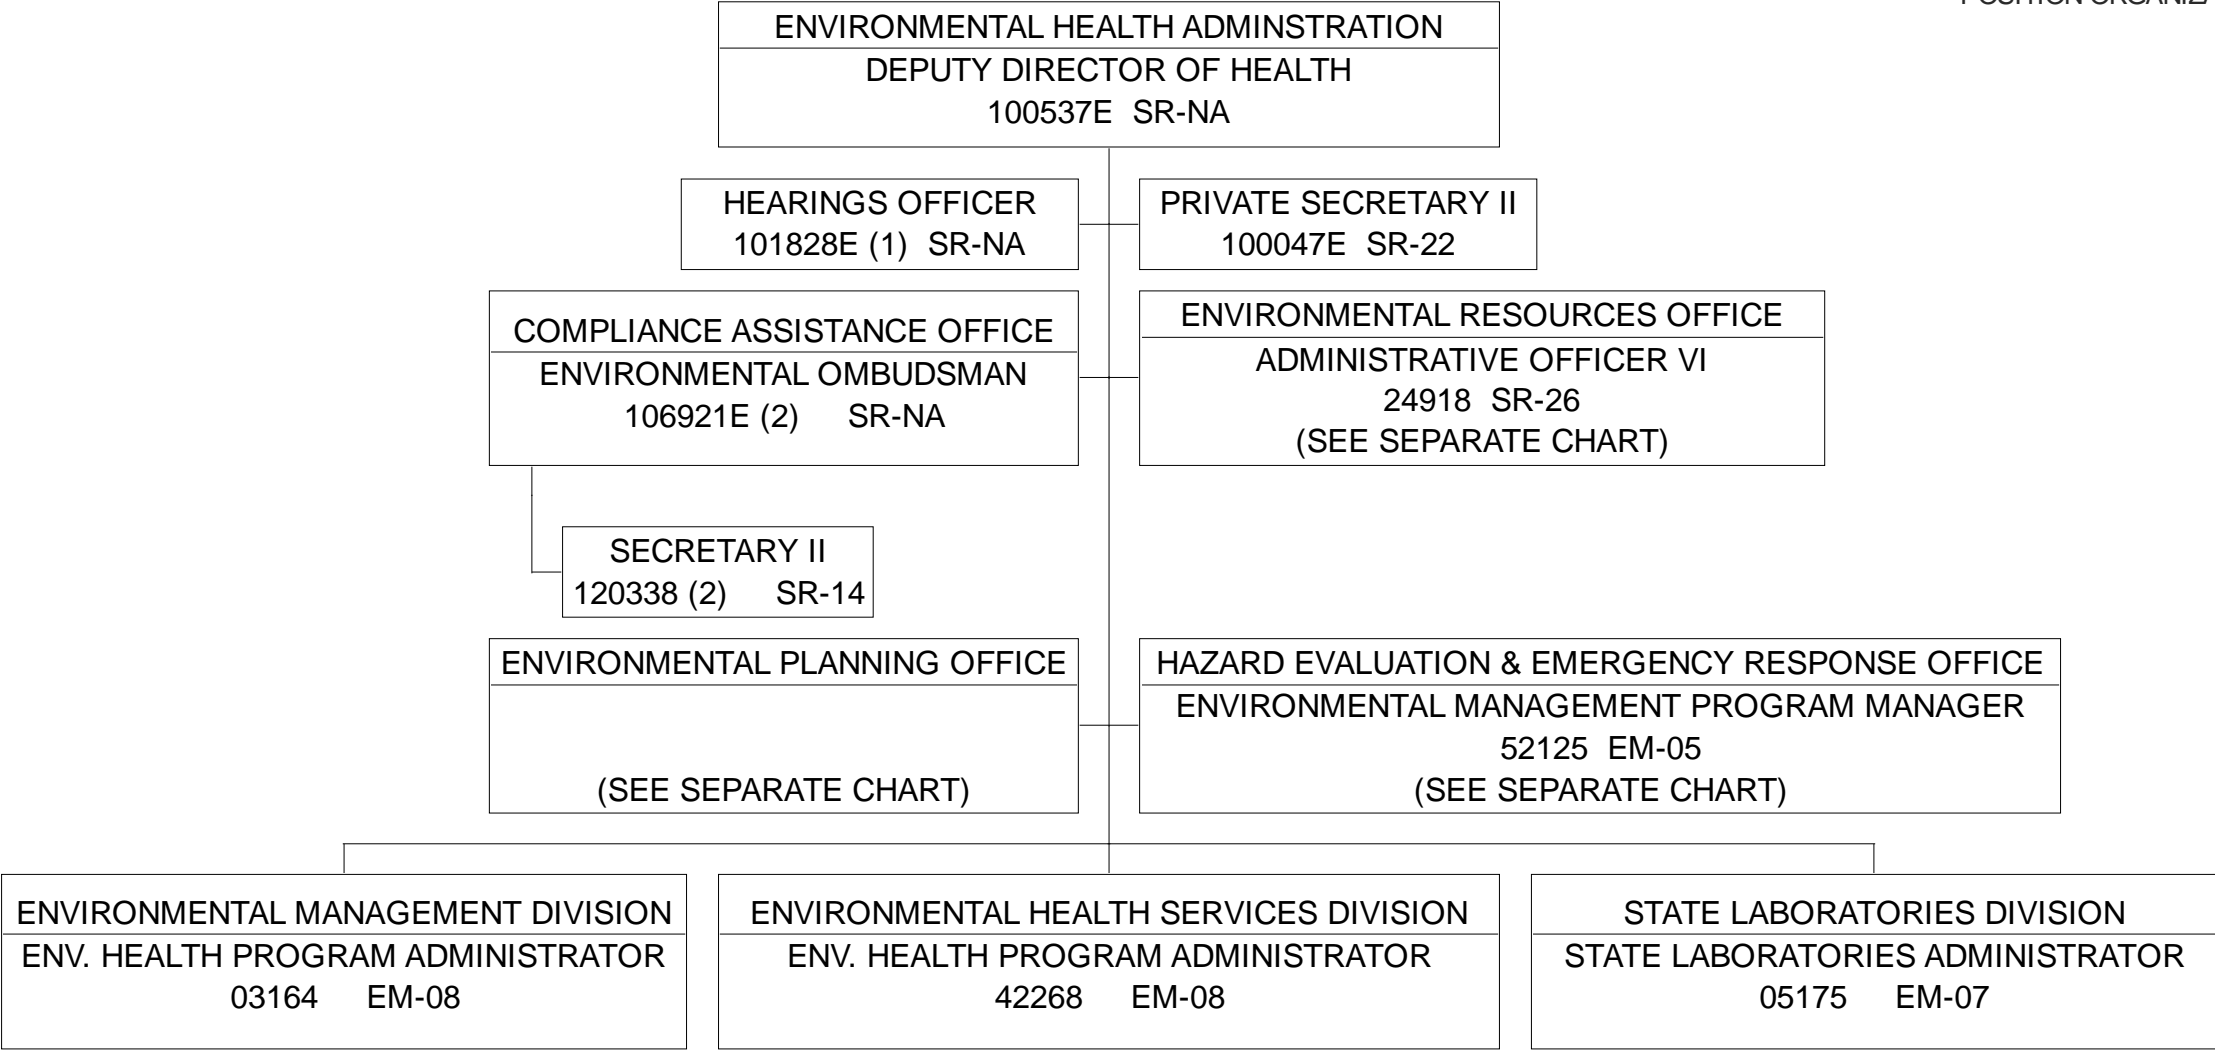 POSITION ORGANIZA
ENVIRONMENTAL HEALTH ADMINSTRATION
DEPUTY DIRECTOR OF HEALTH
100537E SR-NA
HEARINGS OFFICER
101828E (1) SR-NA
PRIVATE SECRETARY II
100047E SR-22
COMPLIANCE ASSISTANCE OFFICE
ENVIRONMENTAL OMBUDSMAN
106921E (2) SR-NA
ENVIRONMENTAL RESOURCES OFFICE
ADMINISTRATIVE OFFICER VI
24918 SR-26
(SEE SEPARATE CHART)
SECRETARY II
120338 (2) SR-14
ENVIRONMENTAL PLANNING OFFICE
(SEE SEPARATE CHART)
HAZARD EVALUATION & EMERGENCY RESPONSE OFFICE
ENVIRONMENTAL MANAGEMENT PROGRAM MANAGER
52125 EM-05
(SEE SEPARATE CHART)
ENVIRONMENTAL MANAGEMENT DIVISION
ENV. HEALTH PROGRAM ADMINISTRATOR
03164 EM-08
ENVIRONMENTAL HEALTH SERVICES DIVISION
ENV. HEALTH PROGRAM ADMINISTRATOR
42268 EM-08
STATE LABORATORIES DIVISION
STATE LABORATORIES ADMINISTRATOR
05175 EM-07